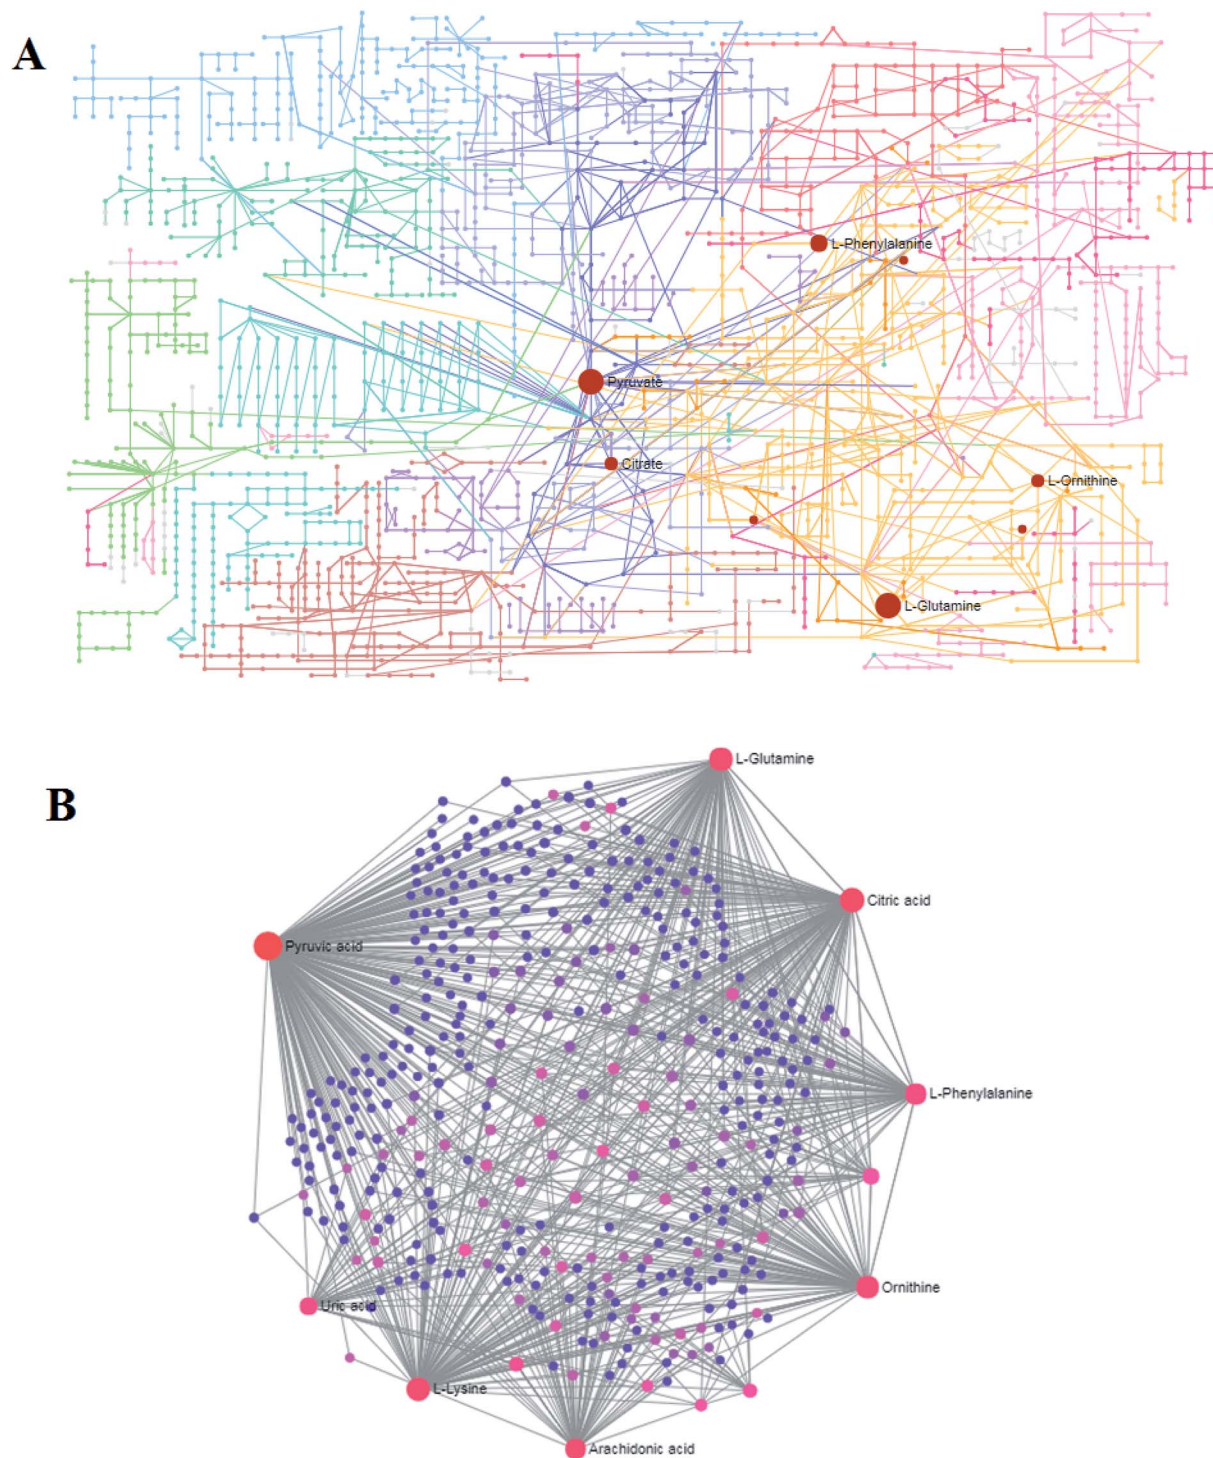 A
L-Phenylalanine
Pyruvate
Citrate
L-Ornithine
L-Glutamine
B
L-Glutamine
Citric acid
Pyruvic acid
L-Phenylalanine
Ornithine
Uric acid
L-Lysine
Arachidonic acid